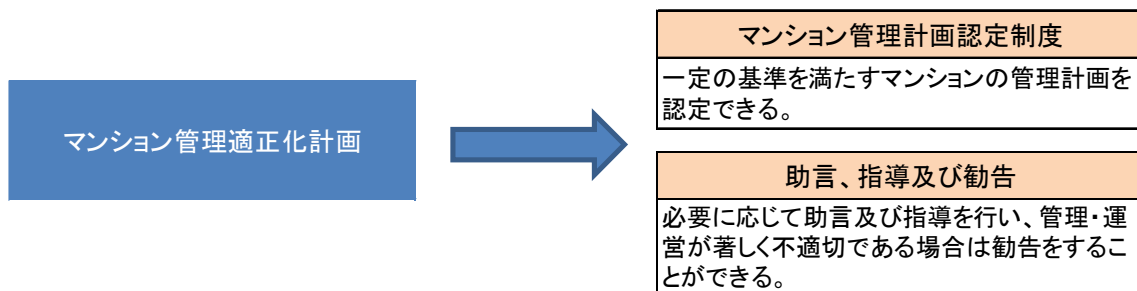 マンション管理適正化計画
マンション管理計画認定制度
一定の基準を満たすマンションの管理計画を
認定できる。
助言、指導及び勧告
必要に応じて助言及び指導を行い、管理・運
営が著しく不適切である場合は勧告をするこ
とができる。